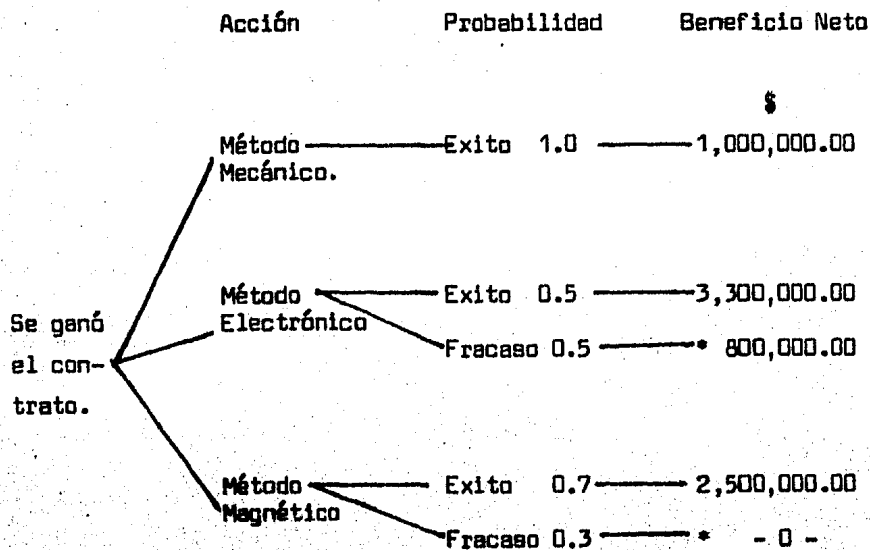 Acción Probabilidad Beneficio Neto
$
Método Exito 1.0 1,000,000.00
Mecánico.
Método Exito 0.5 3,300,000.00
Se ganó Electrónico
el con- Fracaso 0.5 * 800,000.00
trato.
Método Exito 0.7 2,500,000.00
Magnético
Fracaso 0.3 * - 0 -